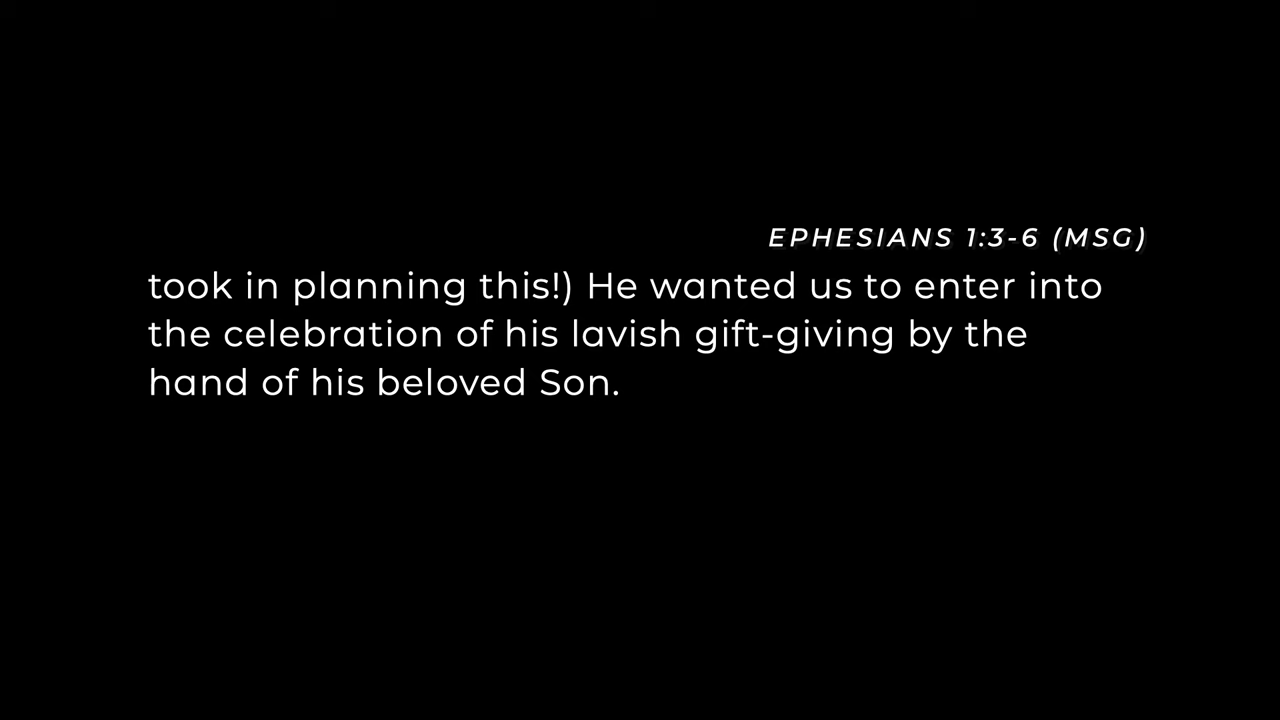 EPHESIANS 1:3-6 (MSG)
took in planning this!) He wanted us to enter into
the celebration of his lavish gift-giving by the
hand of his beloved Son.